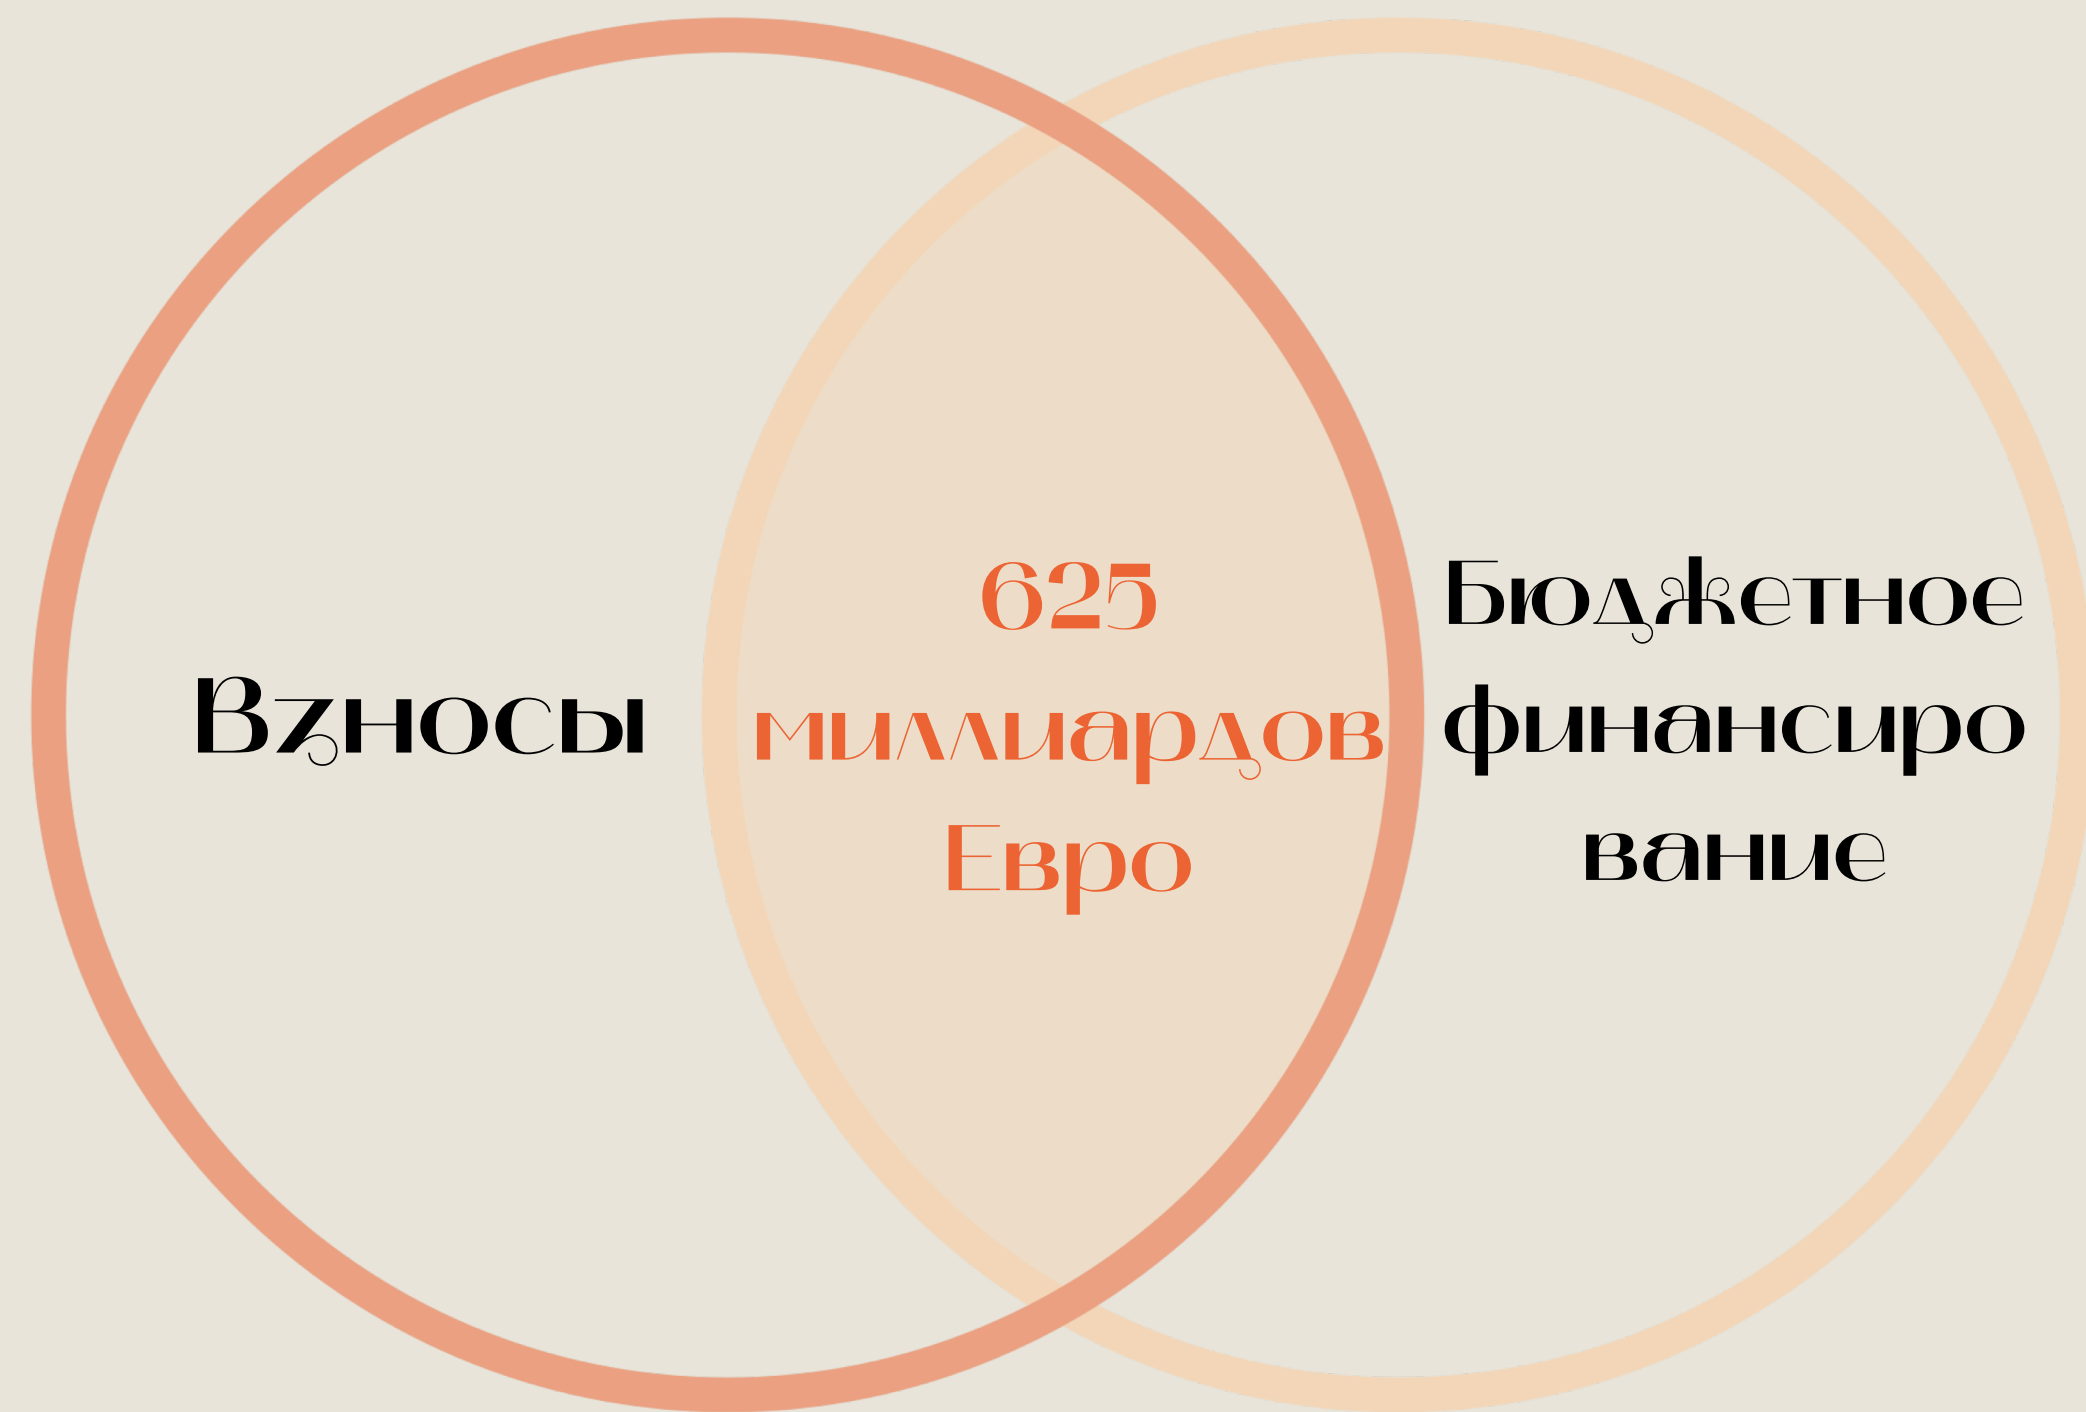 Взносы
625
миллиардов
Евро
Бюджетное
финансиро
вание